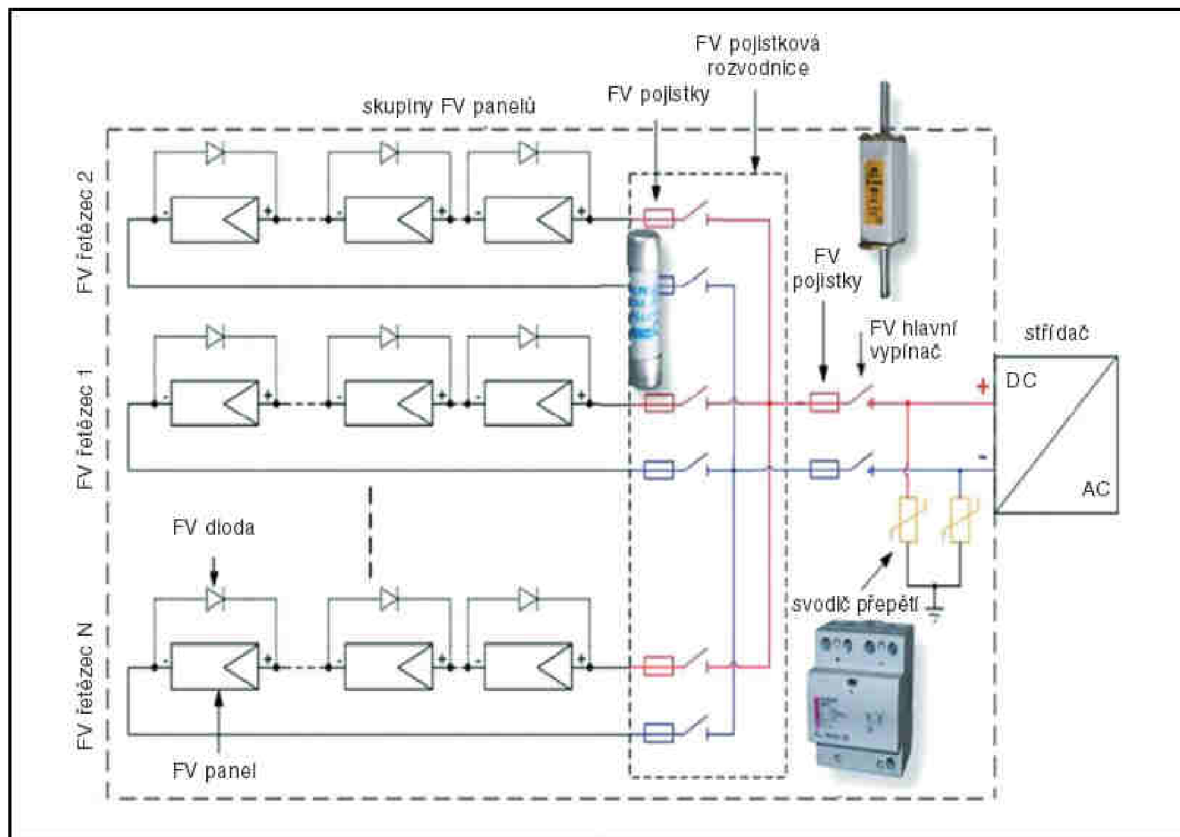 FV pojistková
rozvodnice
FV pojistky
skupiny FV panelů
FV řetězec 2
FV
pojistky
FV hlavní
vypínač
střídač
FV řetězec 1
DC
AC
FV dioda
svodič přepětí
FV řetězec N
FV panel
- + - + - +
- + - + - +
+
-
- + - + - +